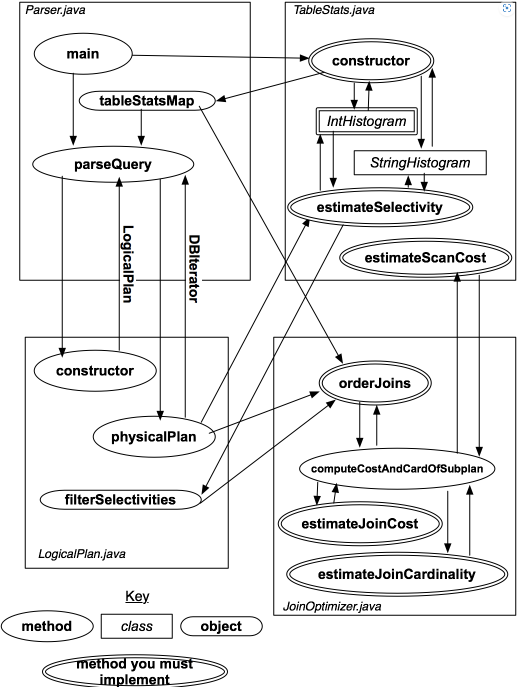 Parser.java
TableStats.java
main
constructor
tableStatsMap
IntHistogram
parseQuery
StringHistogram
estimateSelectivity
LogicalPlan
DBIterator
estimateScanCost
constructor
orderJoins
physicalPlan
computeCostAndCardOfSubplan
filterSelectivities
estimateJoinCost
LogicalPlan.java
estimateJoinCardinality
JoinOptimizer.java
Key
method
class
object
method you must
implement